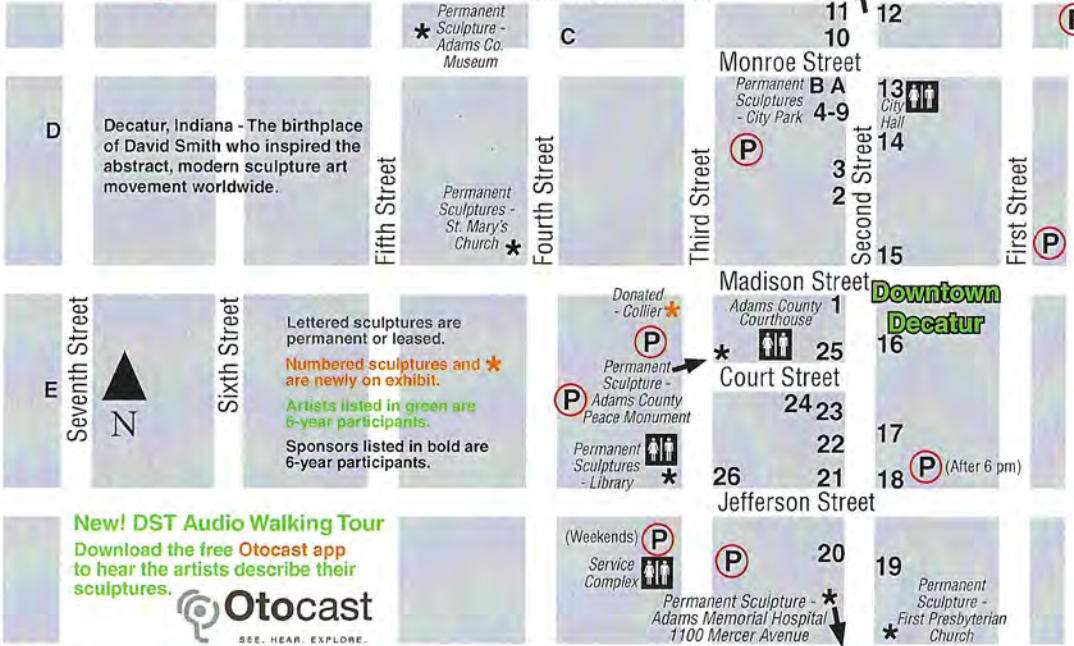 Permanent
Sculpture -
Adams Co.
Museum
*
C
11
10
12
P
Monroe Street
D
Decatur, Indiana - The birthplace
of David Smith who inspired the
abstract, modern sculpture art
movement worldwide.
Permanent
Sculptures
- City Park
B A
4-9
P
3
2
13
City
Hall
14
15
Fifth Street
Permanent
Sculptures -
St. Mary's
Church *
Fourth Street
Third Street
Second Street
First Street
P
Madison Street
Downtown
Decatur
Seventh Street
E
N
Sixth Street
Lettered sculptures are
permanent or leased.
Numbered sculptures and *
are newly on exhibit.
Artists listed in green are
6-year participants.
Sponsors listed in bold are
6-year participants.
Donated
- Collier *
P
Permanent
Sculpture -
Adams County
Peace Monument
P
Permanent
Sculptures
- Library *
Adams County
Courthouse
1
*
25
16
Court Street
24 23
22
26 21
17
18 P (After 6 pm)
Jefferson Street
New! DST Audio Walking Tour
Download the free Otocast app
to hear the artists describe their
sculptures.
Otocast
SEE. HEAR. EXPLORE.
(Weekends) P
Service
Complex
P
20
Permanent Sculpture - *
Adams Memorial Hospital
1100 Mercer Avenue
19
Permanent
Sculpture -
First Presbyterian
* Church